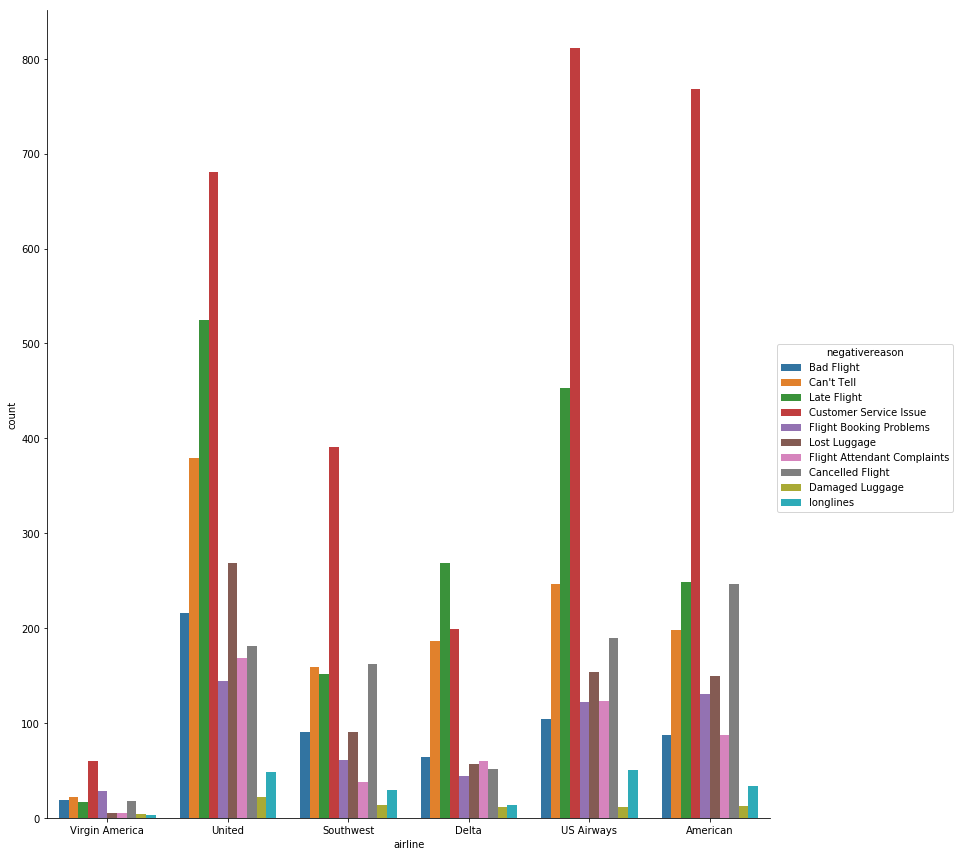 800
700
600
500
400
300
200
100
0
count
Virgin America United Southwest Delta US Airways American
airline
negativereason
Bad Flight
Can't Tell
Late Flight
Customer Service Issue
Flight Booking Problems
Lost Luggage
Flight Attendant Complaints
Cancelled Flight
Damaged Luggage
longlines